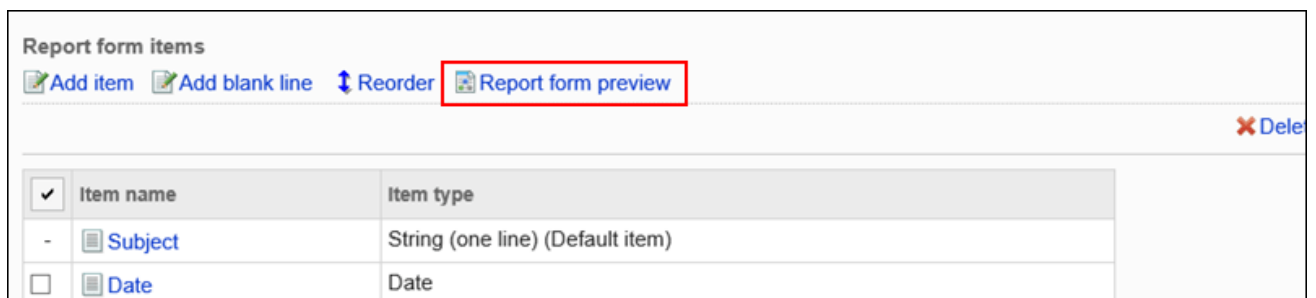 Report form items
Add item Add blank line Reorder Report form preview
Dele
Item name Item type
- Subject String (one line) (Default item)
Date Date